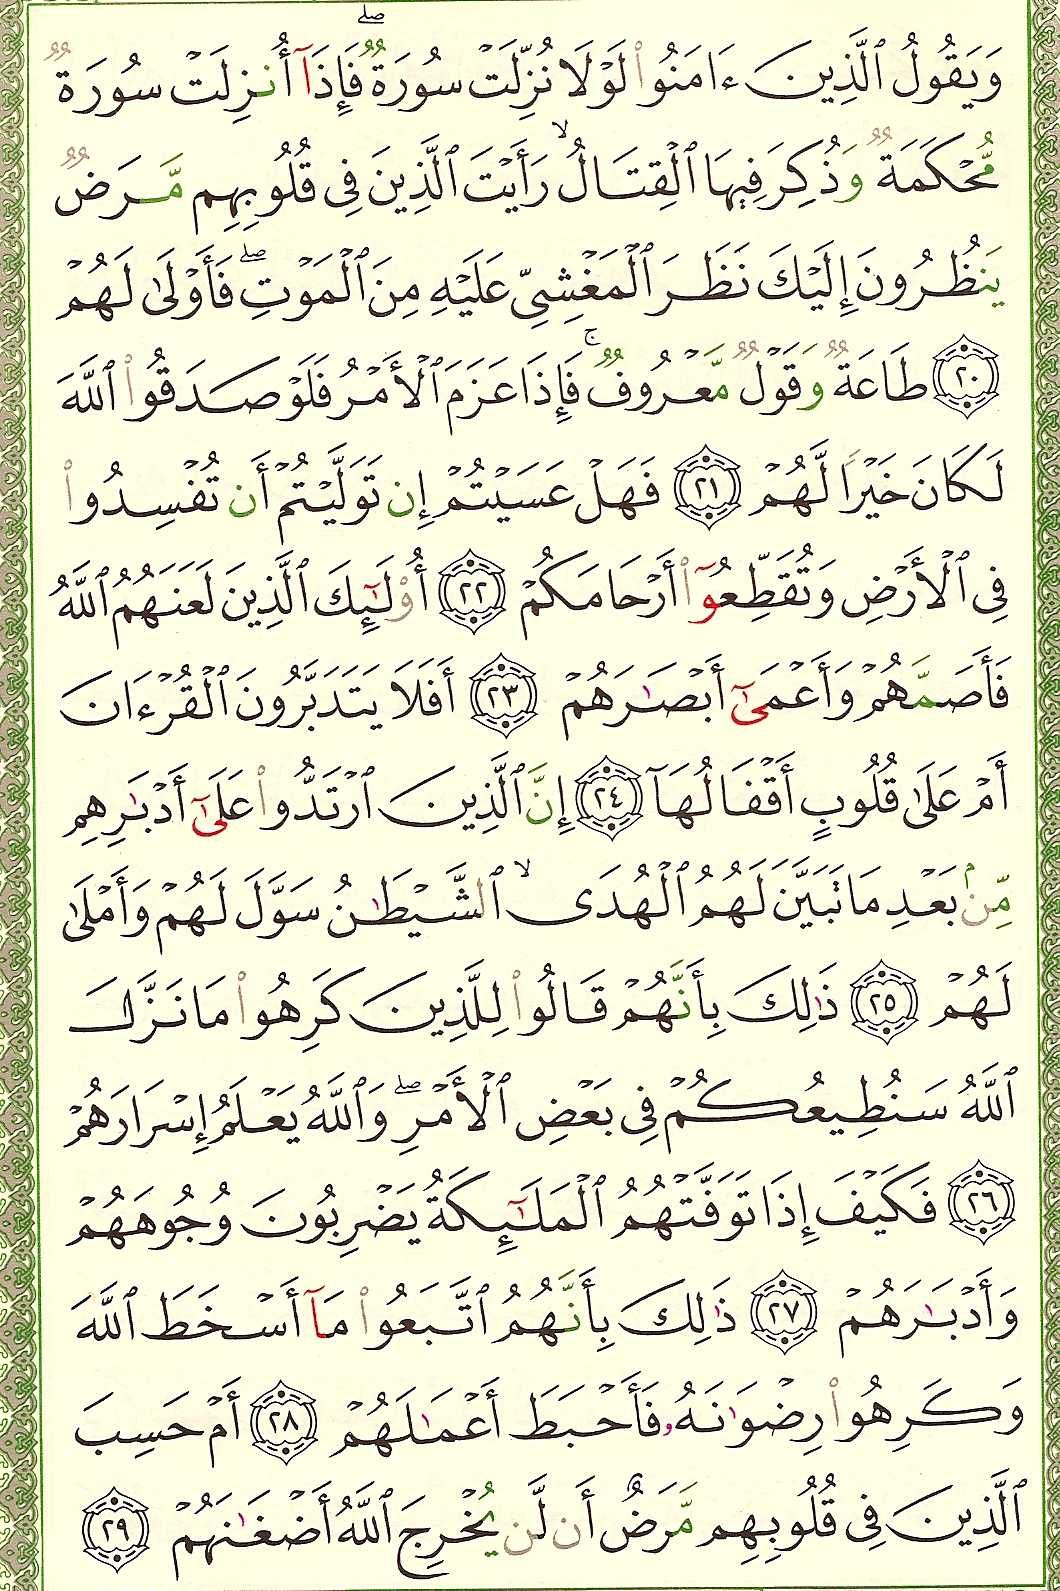 وَيَقُولُ ٱلَّذِينَ ءَامَنُوا۟ لَوْلَا نُزِّلَتْ سُورَةٌ ۖ فَإِذَآ أُنزِلَتْ سُورَةٌ
مُّحْكَمَةٌ وَذُكِرَ فِيهَا ٱلْقِتَالُ ۙ رَأَيْتَ ٱلَّذِينَ فِى قُلُوبِهِم مَّرَضٌ
يَنظُرُونَ إِلَيْكَ نَظَرَ ٱلْمَغْشِىِّ عَلَيْهِ مِنَ ٱلْمَوْتِ ۖ فَأَوْلَىٰ لَهُمْ
٢٠ طَاعَةٌ وَقَوْلٌ مَّعْرُوفٌ ۚ فَإِذَا عَزَمَ ٱلْأَمْرُ فَلَوْ صَدَقُوا۟ ٱللَّهَ
لَكَانَ خَيْرًا لَّهُمْ ٢١ فَهَلْ عَسَيْتُمْ إِن تَوَلَّيْتُمْ أَن تُفْسِدُوا۟
فِى ٱلْأَرْضِ وَتُقَطِّعُوٓا۟ أَرْحَامَكُمْ ٢٢ أُو۟لَٰٓئِكَ ٱلَّذِينَ لَعَنَهُمُ ٱللَّهُ
فَأَصَمَّهُمْ وَأَعْمَىٰٓ أَبْصَٰرَهُمْ ٢٣ أَفَلَا يَتَدَبَّرُونَ ٱلْقُرْءَانَ
أَمْ عَلَىٰ قُلُوبٍ أَقْفَالُهَآ ٢٤ إِنَّ ٱلَّذِينَ ٱرْتَدُّوا۟ عَلَىٰٓ أَدْبَٰرِهِم
مِّنۢ بَعْدِ مَا تَبَيَّنَ لَهُمُ ٱلْهُدَى ۙ ٱلشَّيْطَٰنُ سَوَّلَ لَهُمْ وَأَمْلَىٰ
لَهُمْ ٢٥ ذَٰلِكَ بِأَنَّهُمْ قَالُوا۟ لِلَّذِينَ كَرِهُوا۟ مَا نَزَّلَ
ٱللَّهُ سَنُطِيعُكُمْ فِى بَعْضِ ٱلْأَمْرِ ۖ وَٱللَّهُ يَعْلَمُ إِسْرَارَهُمْ
٢٦ فَكَيْفَ إِذَا تَوَفَّتْهُمُ ٱلْمَلَٰٓئِكَةُ يَضْرِبُونَ وُجُوهَهُمْ
وَأَدْبَٰرَهُمْ ٢٧ ذَٰلِكَ بِأَنَّهُمُ ٱتَّبَعُوا۟ مَآ أَسْخَطَ ٱللَّهَ
وَكَرِهُوا۟ رِضْوَٰنَهُۥ فَأَحْبَطَ أَعْمَٰلَهُمْ ٢٨ أَمْ حَسِبَ
ٱلَّذِينَ فِى قُلُوبِهِم مَّرَضٌ أَن لَّن يُخْرِجَ ٱللَّهُ أَضْغَٰنَهُمْ ٢٩